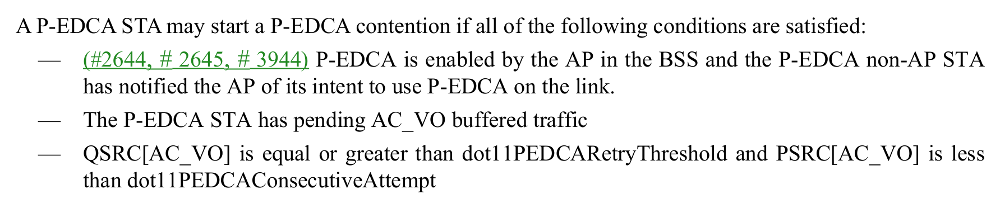 A P-EDCA STA may start a P-EDCA contention if all of the following conditions are satisfied:
— (#2644, # 2645, # 3944) P-EDCA is enabled by the AP in the BSS and the P-EDCA non-AP STA
has notified the AP of its intent to use P-EDCA on the link.
— The P-EDCA STA has pending AC_VO buffered traffic
— QSRC[AC_VO] is equal or greater than dot11PEDCARetryThreshold and PSRC[AC_VO] is less
than dot11PEDCAConsecutiveAttempt